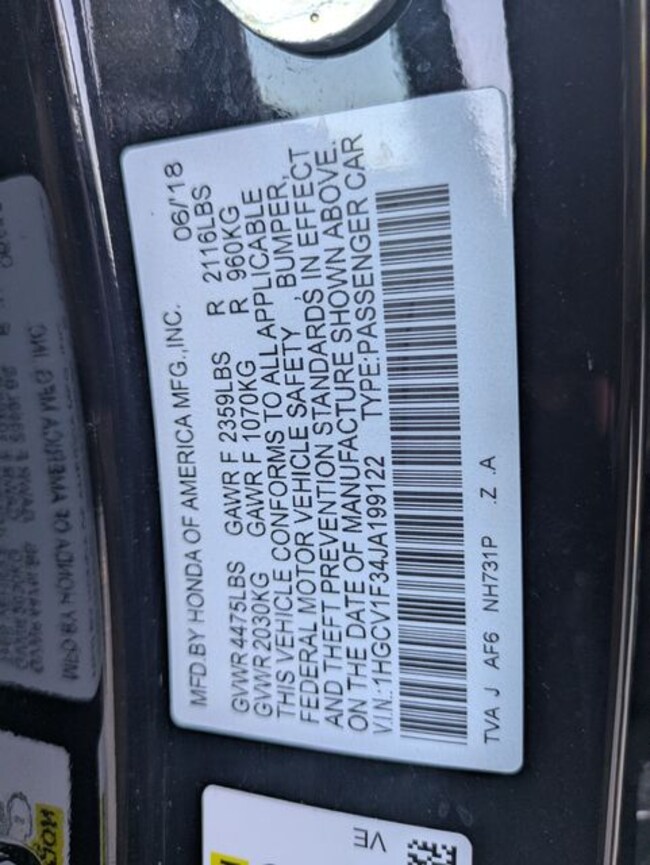 MFD.BY HONDA OF AMERICA MFG.,INC. 06/'18
GVWR 4475LBS GAWR F 2359LBS R 2116LBS
GVWR 2030KG GAWR F 1070KG R 960KG
THIS VEHICLE CONFORMS TO ALL APPLICABLE
FEDERAL MOTOR VEHICLE SAFETY , BUMPER,
AND THEFT PREVENTION STANDARDS IN EFFECT
ON THE DATE OF MANUFACTURE SHOWN ABOVE.
V.I.N.:1HGCV1F34JA199122 TYPE:PASSENGER CAR
TVA J AF6 NH731P .Z .A
VE